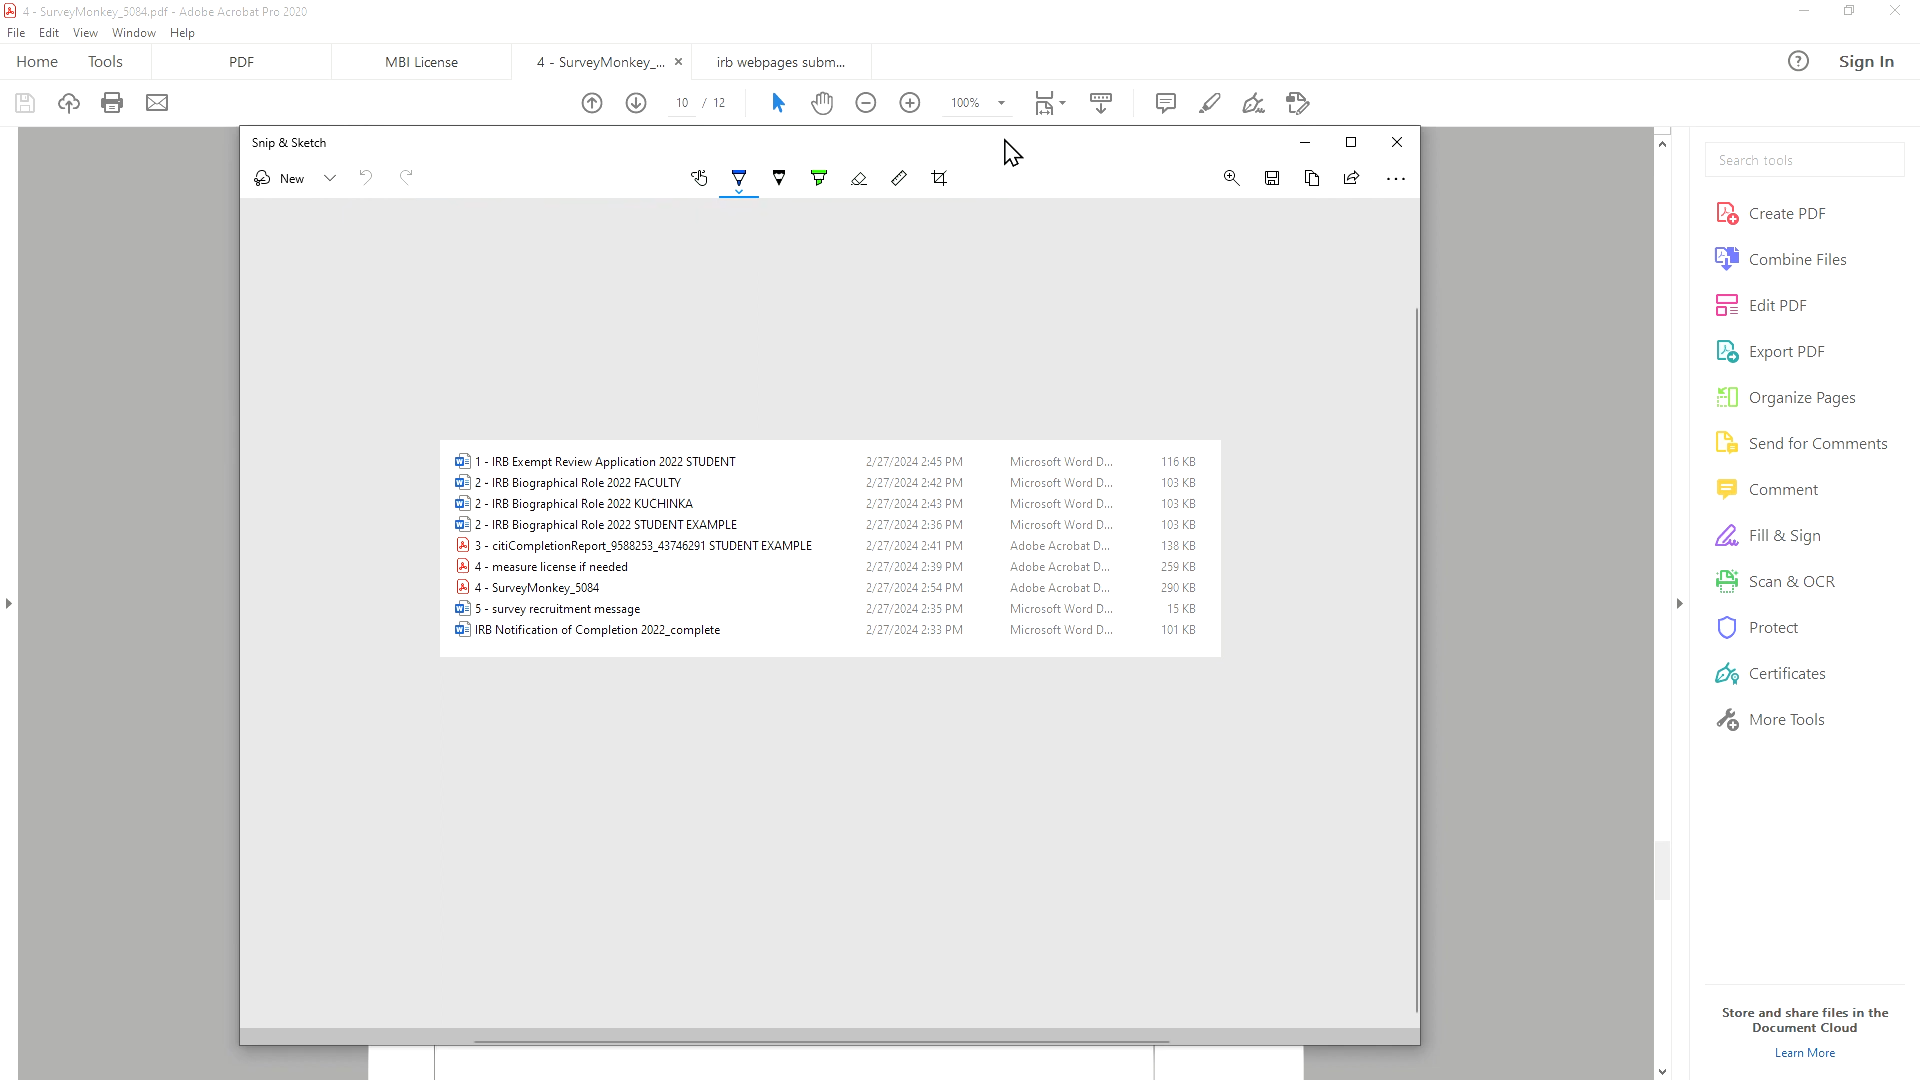 4 - SurveyMonkey_5084.pdf - Adobe Acrobat Pro 2020
File Edit View Window Help
Home Tools PDF MBI License 4 - SurveyMonkey_... irb webpages subm...
Sign In
10 / 12 100%
Snip & Sketch
New
1 - IRB Exempt Review Application 2022 STUDENT 2/27/2024 2:45 PM Microsoft Word D... 116 KB
2 - IRB Biographical Role 2022 FACULTY 2/27/2024 2:42 PM Microsoft Word D... 103 KB
2 - IRB Biographical Role 2022 KUCHINKA 2/27/2024 2:43 PM Microsoft Word D... 103 KB
2 - IRB Biographical Role 2022 STUDENT EXAMPLE 2/27/2024 2:36 PM Microsoft Word D... 103 KB
3 - citiCompletionReport_9588253_43746291 STUDENT EXAMPLE 2/27/2024 2:41 PM Adobe Acrobat D... 138 KB
4 - measure license if needed 2/27/2024 2:39 PM Adobe Acrobat D... 259 KB
4 - SurveyMonkey_5084 2/27/2024 2:54 PM Adobe Acrobat D... 290 KB
5 - survey recruitment message 2/27/2024 2:35 PM Microsoft Word D... 15 KB
IRB Notification of Completion 2022_complete 2/27/2024 2:33 PM Microsoft Word D... 101 KB
Search tools
Create PDF
Combine Files
Edit PDF
Export PDF
Organize Pages
Send for Comments
Comment
Fill & Sign
Scan & OCR
Protect
Certificates
More Tools
Store and share files in the
Document Cloud
Learn More